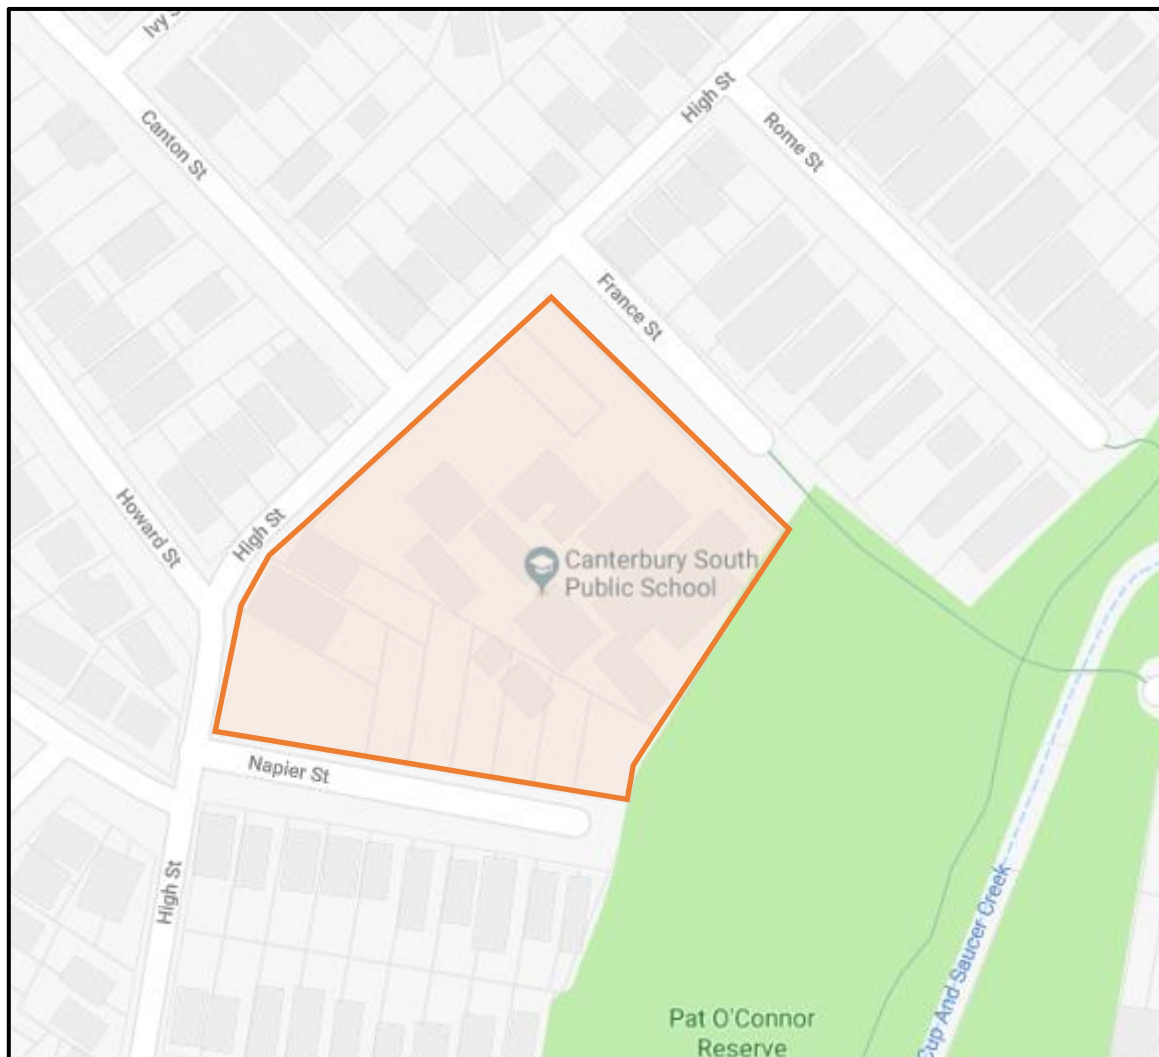 Ivy S
High St
Canton St
Rome St
France St
Howard St
High St
Canterbury South
Public School
Napier St
High St
Cup And Saucer Creek
Pat O'Connor
Reserve